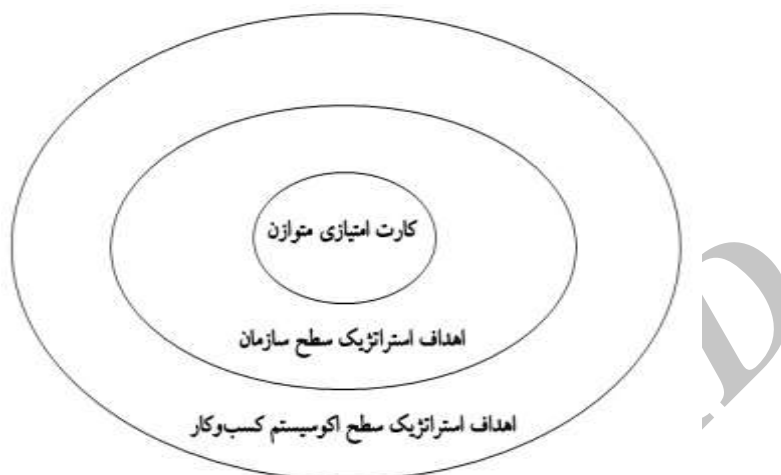 کارت امتیازی متوازن
اهداف استراتژیک سطح سازمان
اهداف استراتژیک سطح اکوسیستم کسب‌وکار